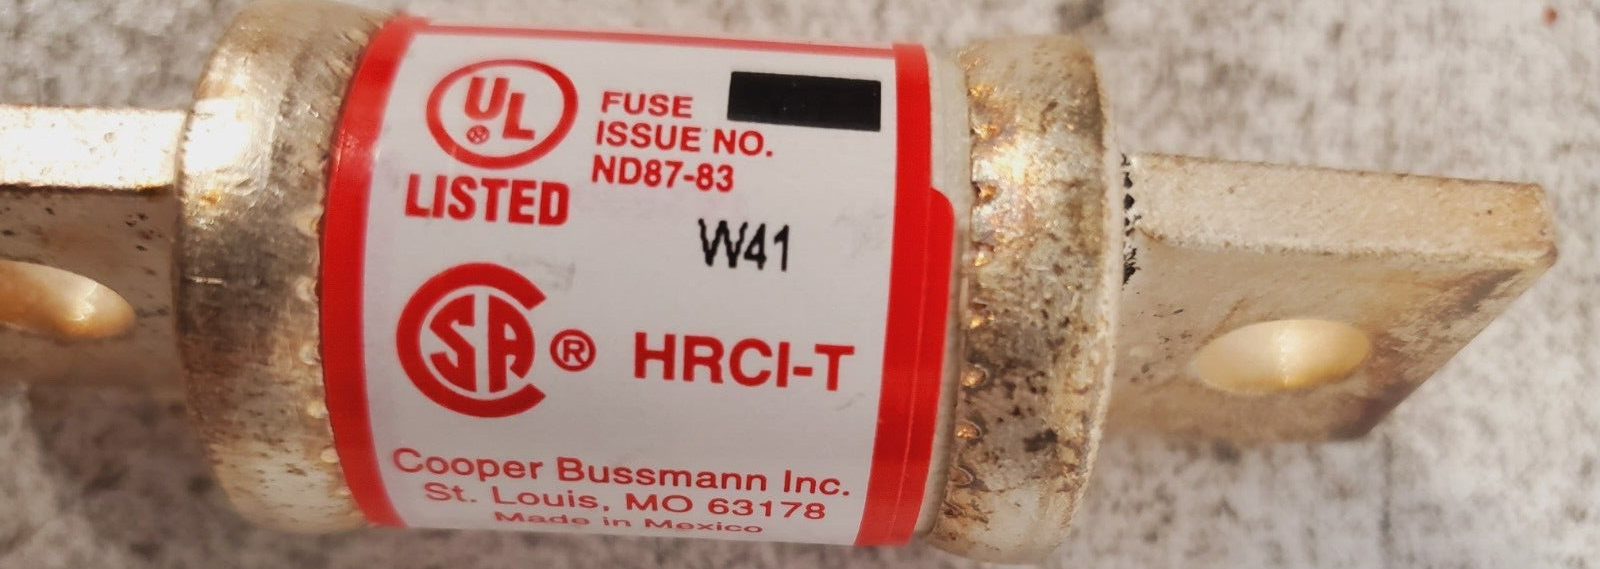 UL
®
LISTED
FUSE
ISSUE NO.
ND87-83
W41
SA ® HRCI-T
Cooper Bussmann Inc.
St. Louis, MO 63178
Made in Mexico